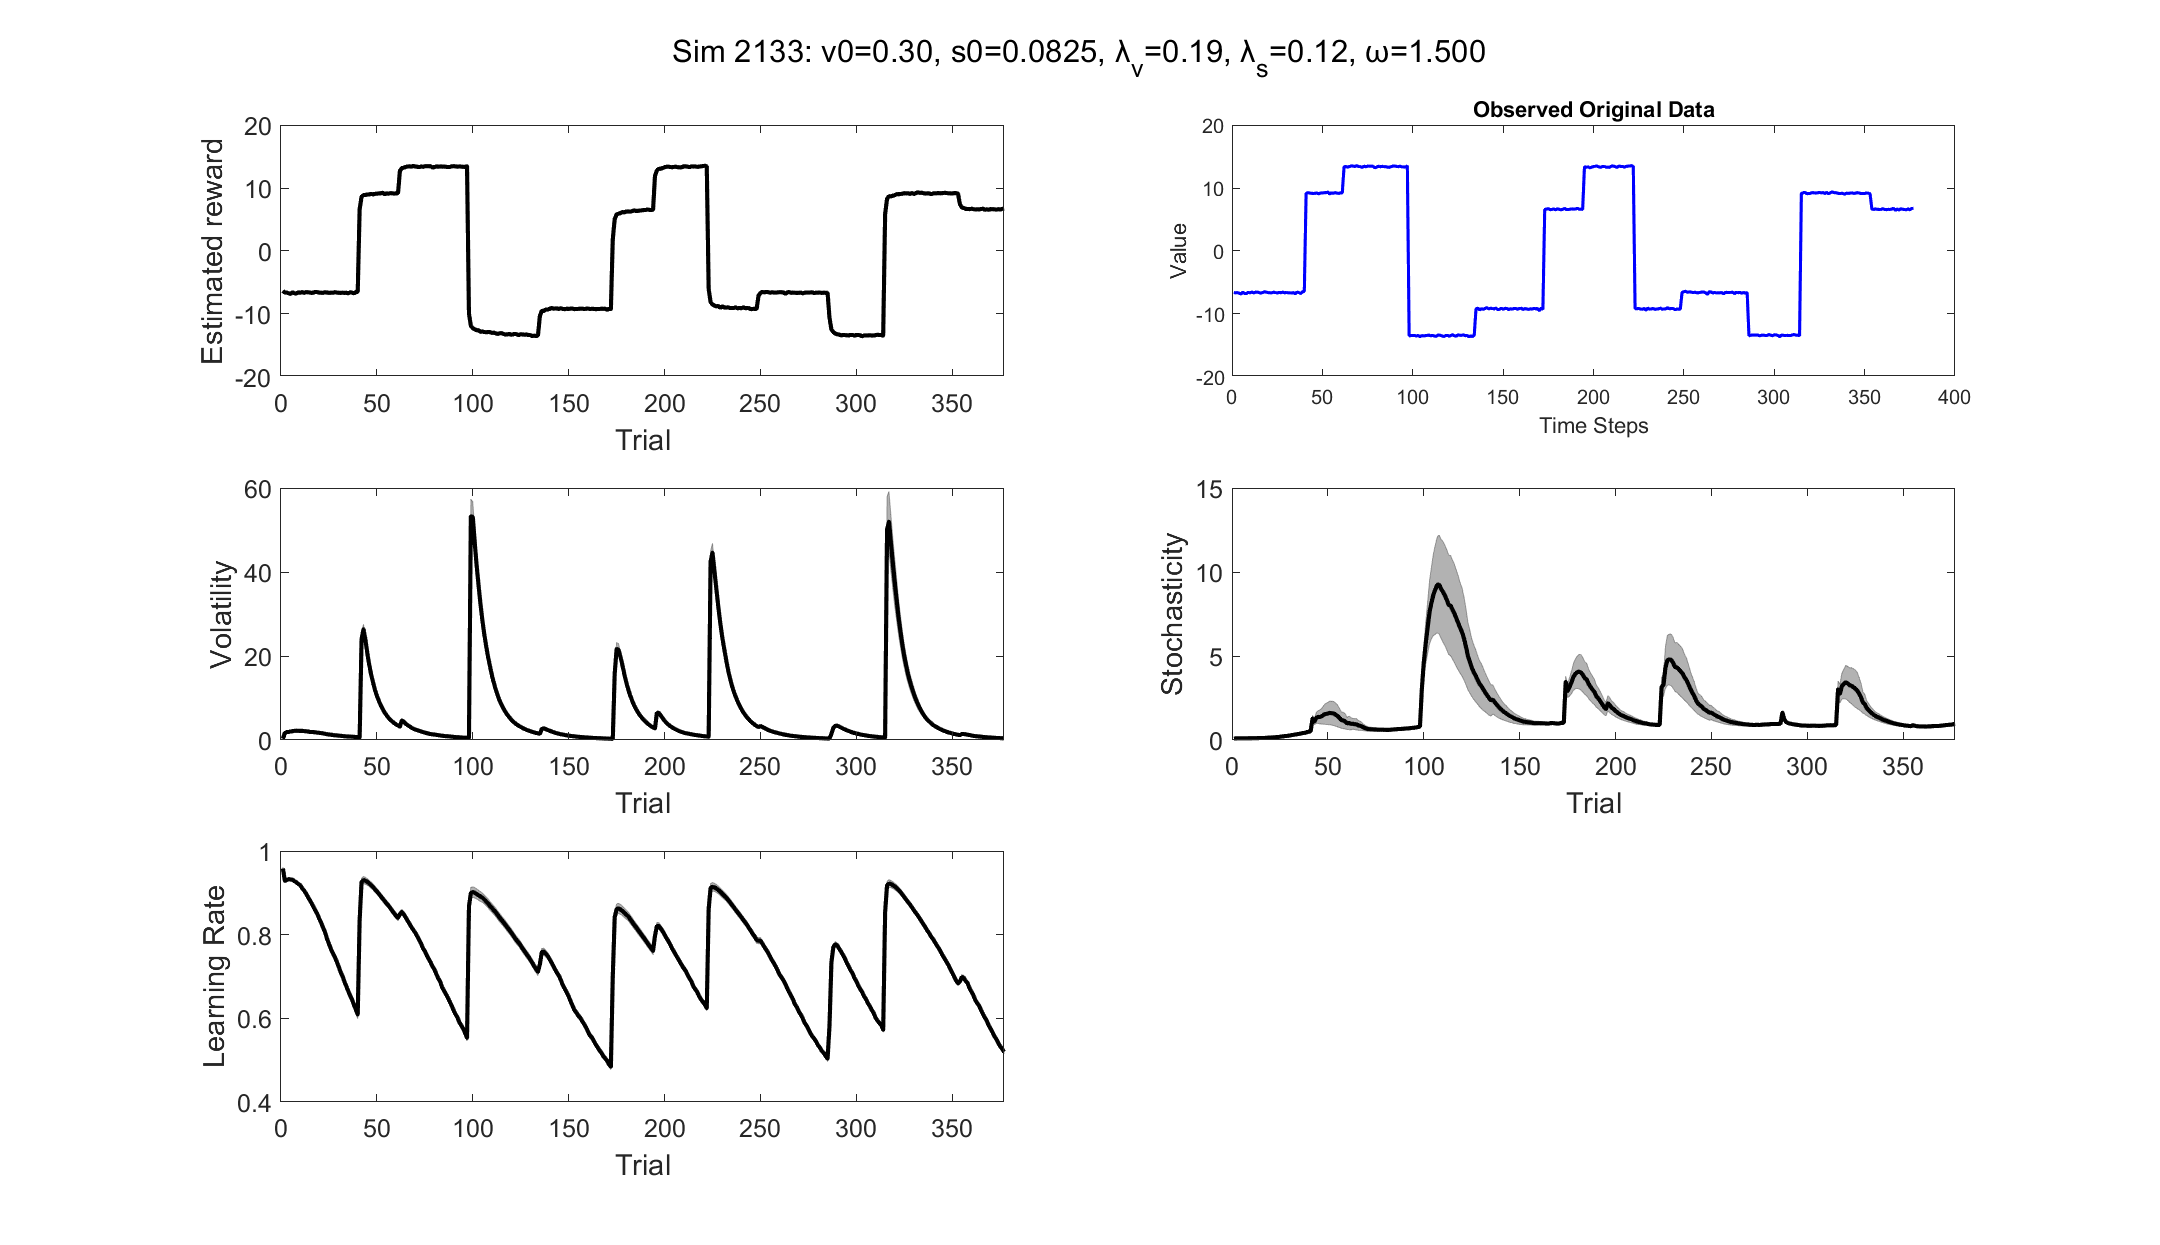 Sim 2133: v0=0.30, s0=0.0825, λ_v=0.19, λ_s=0.12, ω=1.500
20
10
0
-10
-20
Estimated reward
0 50 100 150 200 250 300 350
Trial
Observed Original Data
20
10
0
-10
-20
Value
0 50 100 150 200 250 300 350 400
Time Steps
60
40
20
0
Volatility
0 50 100 150 200 250 300 350
Trial
15
10
5
0
Stochasticity
0 50 100 150 200 250 300 350
Trial
1
0.8
0.6
0.4
Learning Rate
0 50 100 150 200 250 300 350
Trial